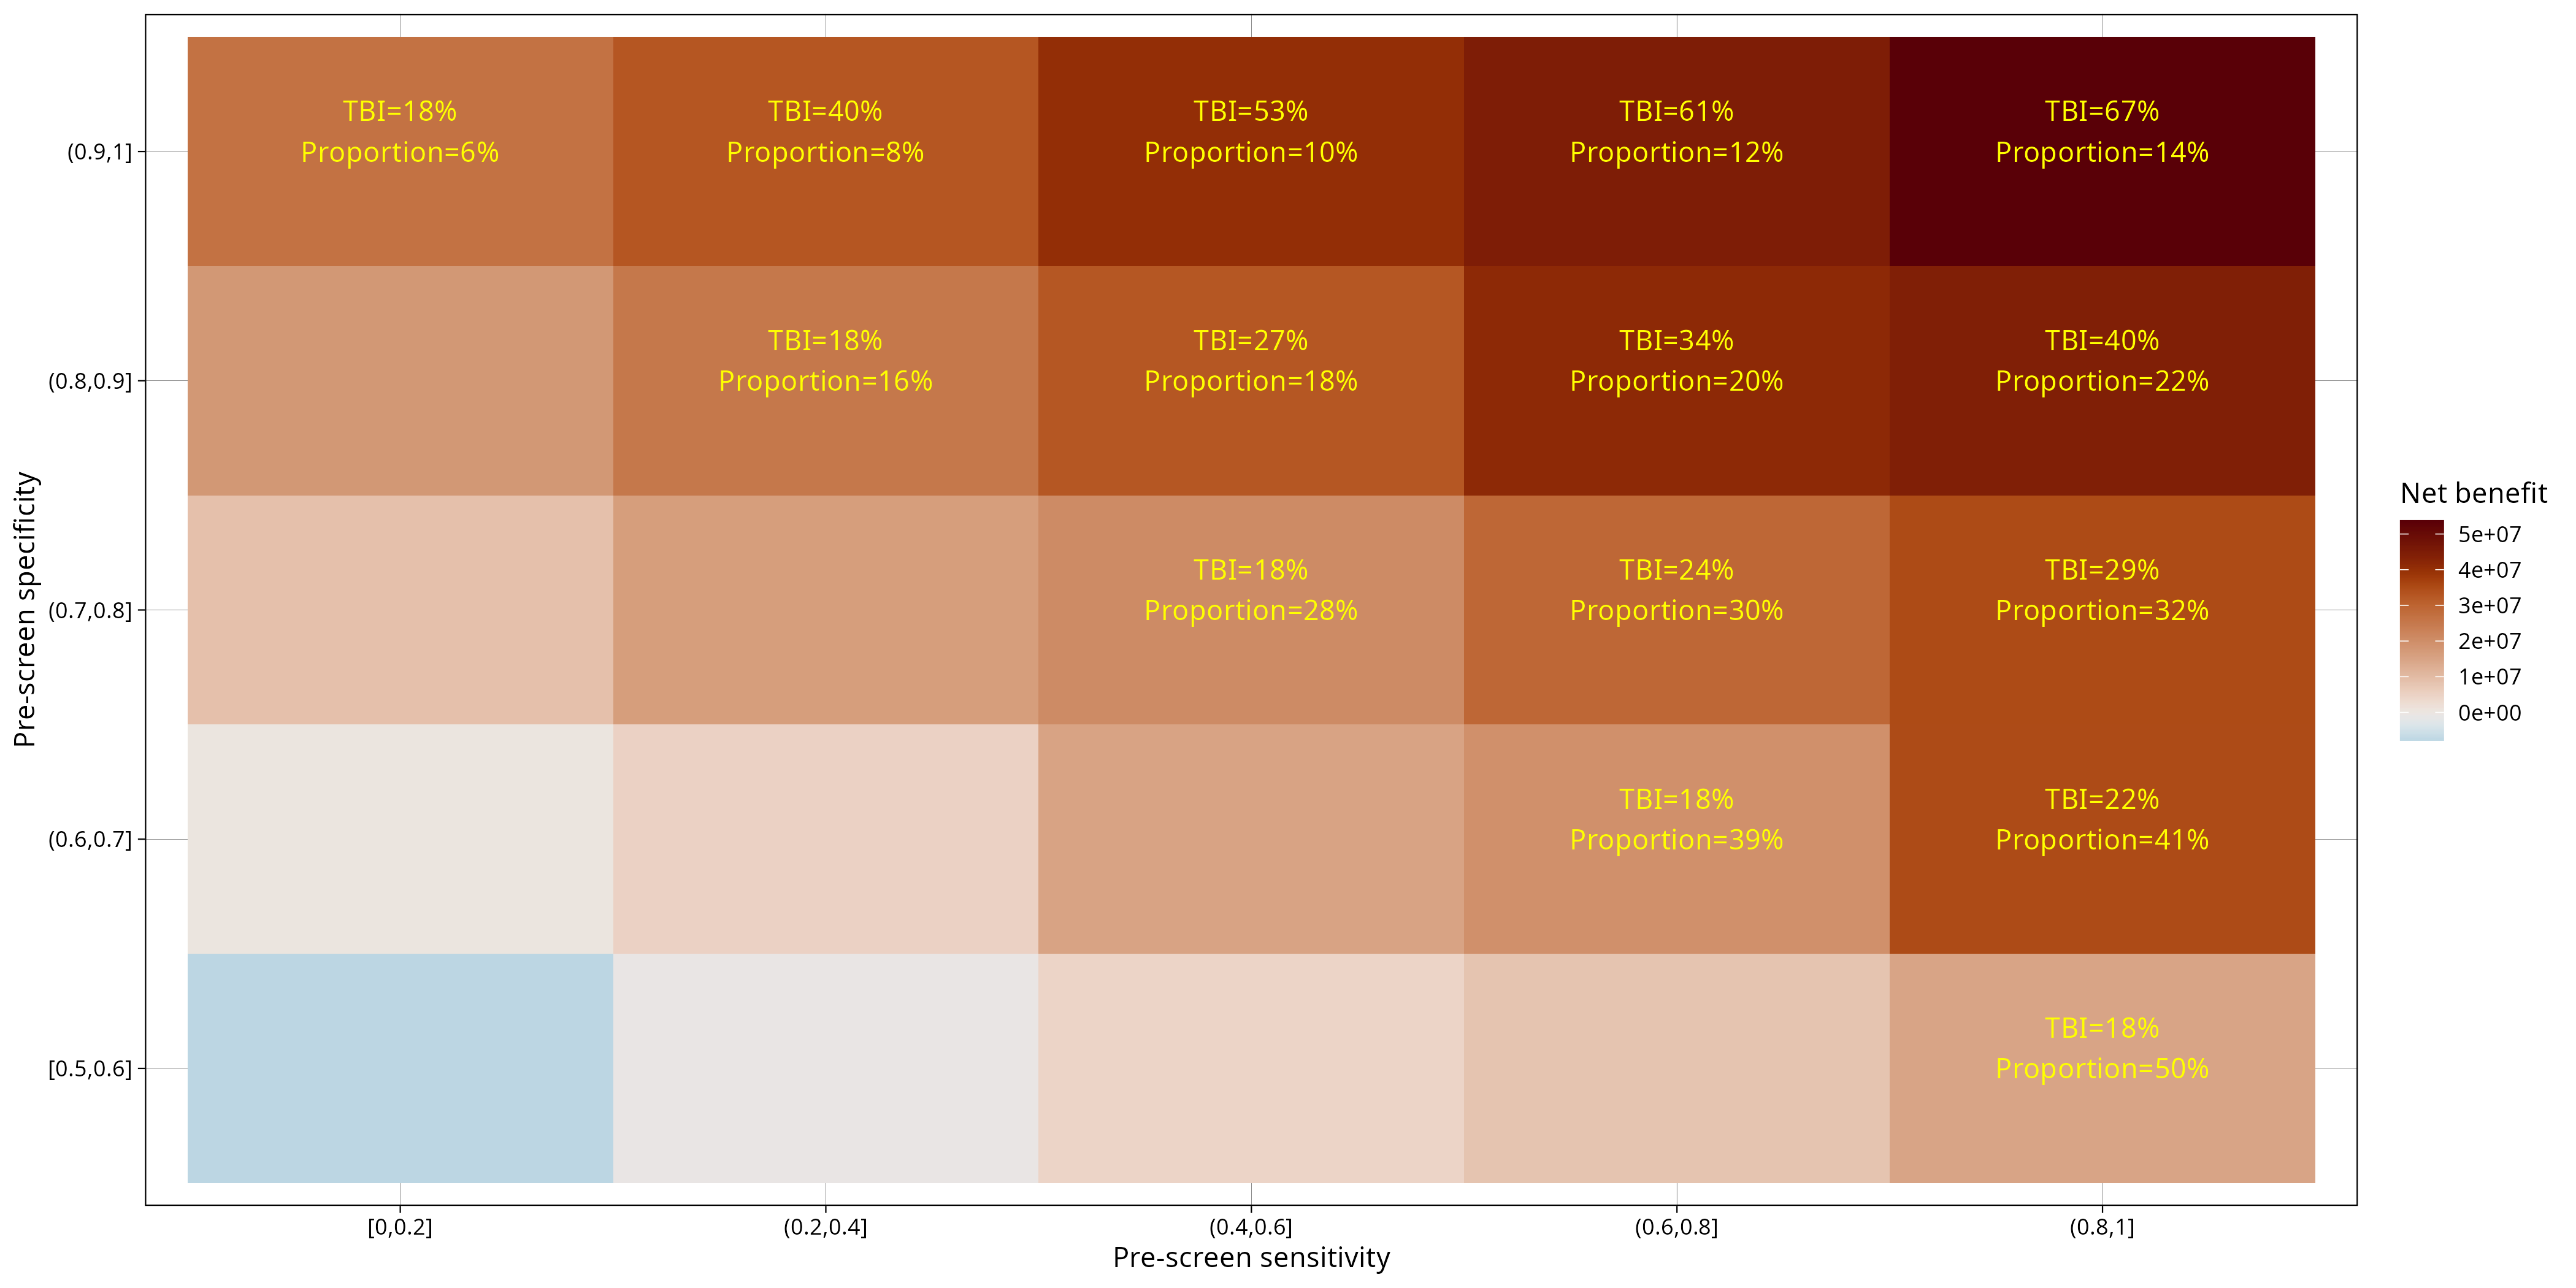 TBI=18%
Proportion=6%
TBI=40%
Proportion=8%
TBI=53%
Proportion=10%
TBI=61%
Proportion=12%
TBI=67%
Proportion=14%
TBI=18%
Proportion=16%
TBI=27%
Proportion=18%
TBI=34%
Proportion=20%
TBI=40%
Proportion=22%
TBI=18%
Proportion=28%
TBI=24%
Proportion=30%
TBI=29%
Proportion=32%
TBI=18%
Proportion=39%
TBI=22%
Proportion=41%
TBI=18%
Proportion=50%
(0.9,1]
(0.8,0.9]
(0.7,0.8]
(0.6,0.7]
[0.5,0.6]
Pre-screen specificity
[0,0.2]
(0.2,0.4]
(0.4,0.6]
(0.6,0.8]
(0.8,1]
Pre-screen sensitivity
Net benefit
5e+07
4e+07
3e+07
2e+07
1e+07
0e+00